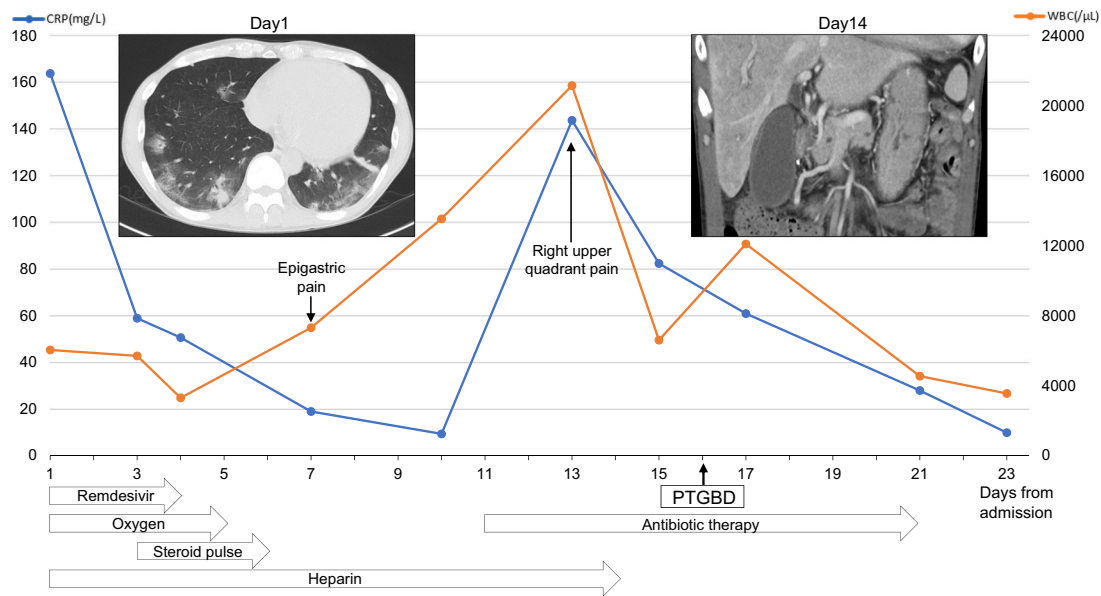 CRP(mg/L)
WBC(/μL)
Day1
Day14
180
160
140
120
100
80
60
40
20
0
24000
20000
16000
12000
8000
4000
0
Epigastric
pain
Right upper
quadrant pain
1 3 5 7 9 11 13 15 17 19 21 23
Days from
admission
PTGBD
Remdesivir
Oxygen
Antibiotic therapy
Steroid pulse
Heparin